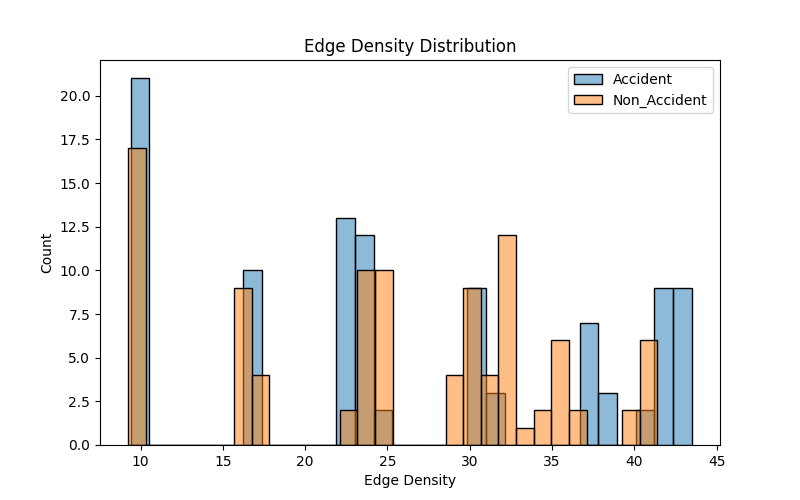 Edge Density Distribution
Accident
Non_Accident
Count
20.0
17.5
15.0
12.5
10.0
7.5
5.0
2.5
0.0
10 15 20 25 30 35 40 45
Edge Density